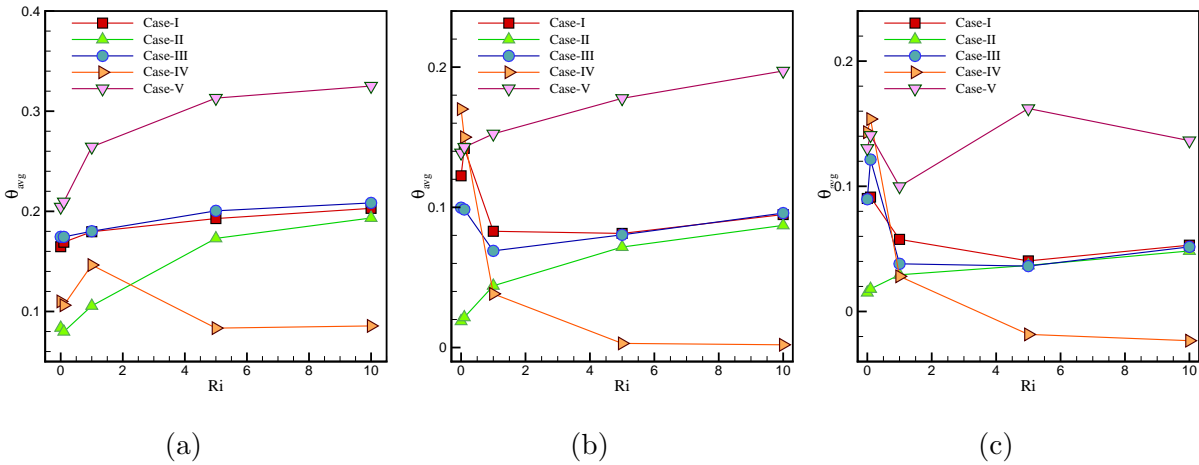 0.4
0.3
0.2
0.1
θavg
Case-I
Case-II
Case-III
Case-IV
Case-V
0 2 4 6 8 10
Ri
(a)
0.2
0.1
0
θavg
Case-I
Case-II
Case-III
Case-IV
Case-V
0 2 4 6 8 10
Ri
(b)
0.2
0.1
0
θavg
Case-I
Case-II
Case-III
Case-IV
Case-V
0 2 4 6 8 10
Ri
(c)